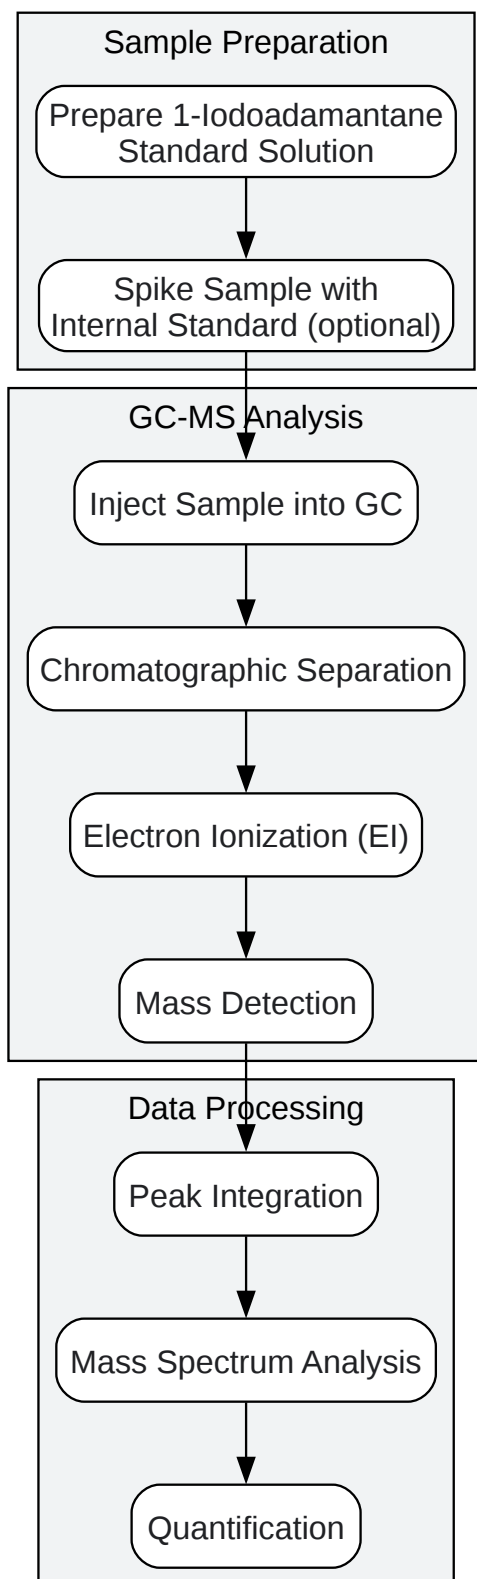 Sample Preparation
Prepare 1-Iodoadamantane
Standard Solution
Spike Sample with
Internal Standard (optional)
GC-MS Analysis
Inject Sample into GC
Chromatographic Separation
Electron Ionization (EI)
Mass Detection
Data Processing
Peak Integration
Mass Spectrum Analysis
Quantification